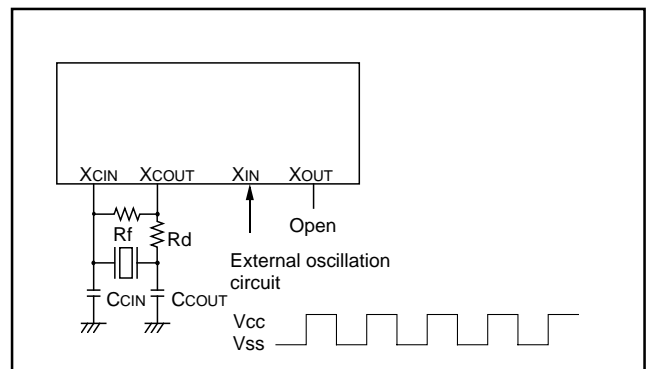 XCIN XCOUT XIN XOUT
Rf
Rd
Open
External oscillation
circuit
CCIN CCOUT
Vcc
Vss